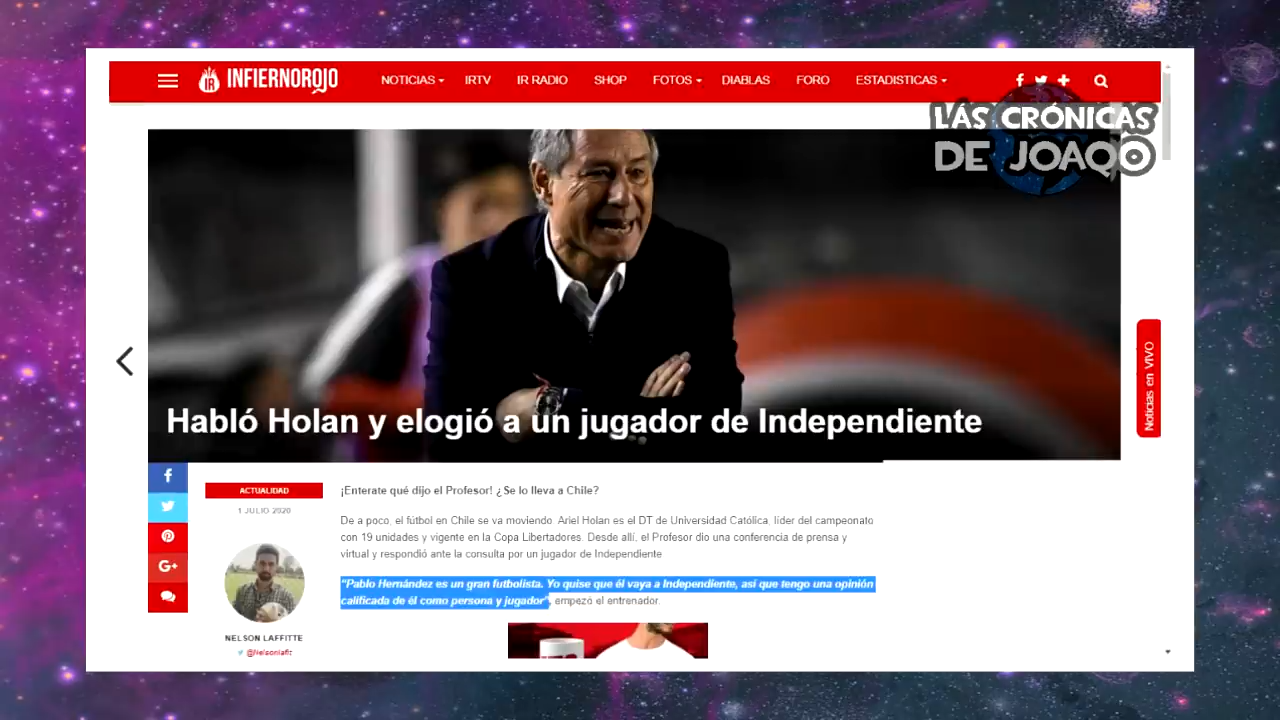 INFIERNOROJO
IR
NOTICIAS
IRTV
IR RADIO
SHOP
FOTOS
DIABLAS
FORO
ESTADISTICAS
LAS CRÓNICAS
DE JOAQO
Noticias en VIVO
Habló Holan y elogió a un jugador de Independiente
ACTUALIDAD
1 JULIO 2020
NELSON LAFFITTE
@Nelsonlafit
¡Enterate qué dijo el Profesor! ¿Se lo lleva a Chile?
De a poco, el fútbol en Chile se va moviendo. Ariel Holan es el DT de Universidad Católica, líder del campeonato
con 19 unidades y vigente en la Copa Libertadores. Desde allí, el Profesor dio una conferencia de prensa y
virtual y respondió ante la consulta por un jugador de Independiente
"Pablo Hernández es un gran futbolista. Yo quise que él vaya a Independiente, así que tengo una opinión
calificada de él como persona y jugador", empezó el entrenador.